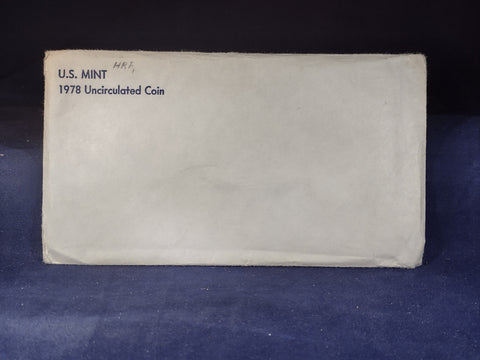 U.S. MINT
1978 Uncirculated Coin